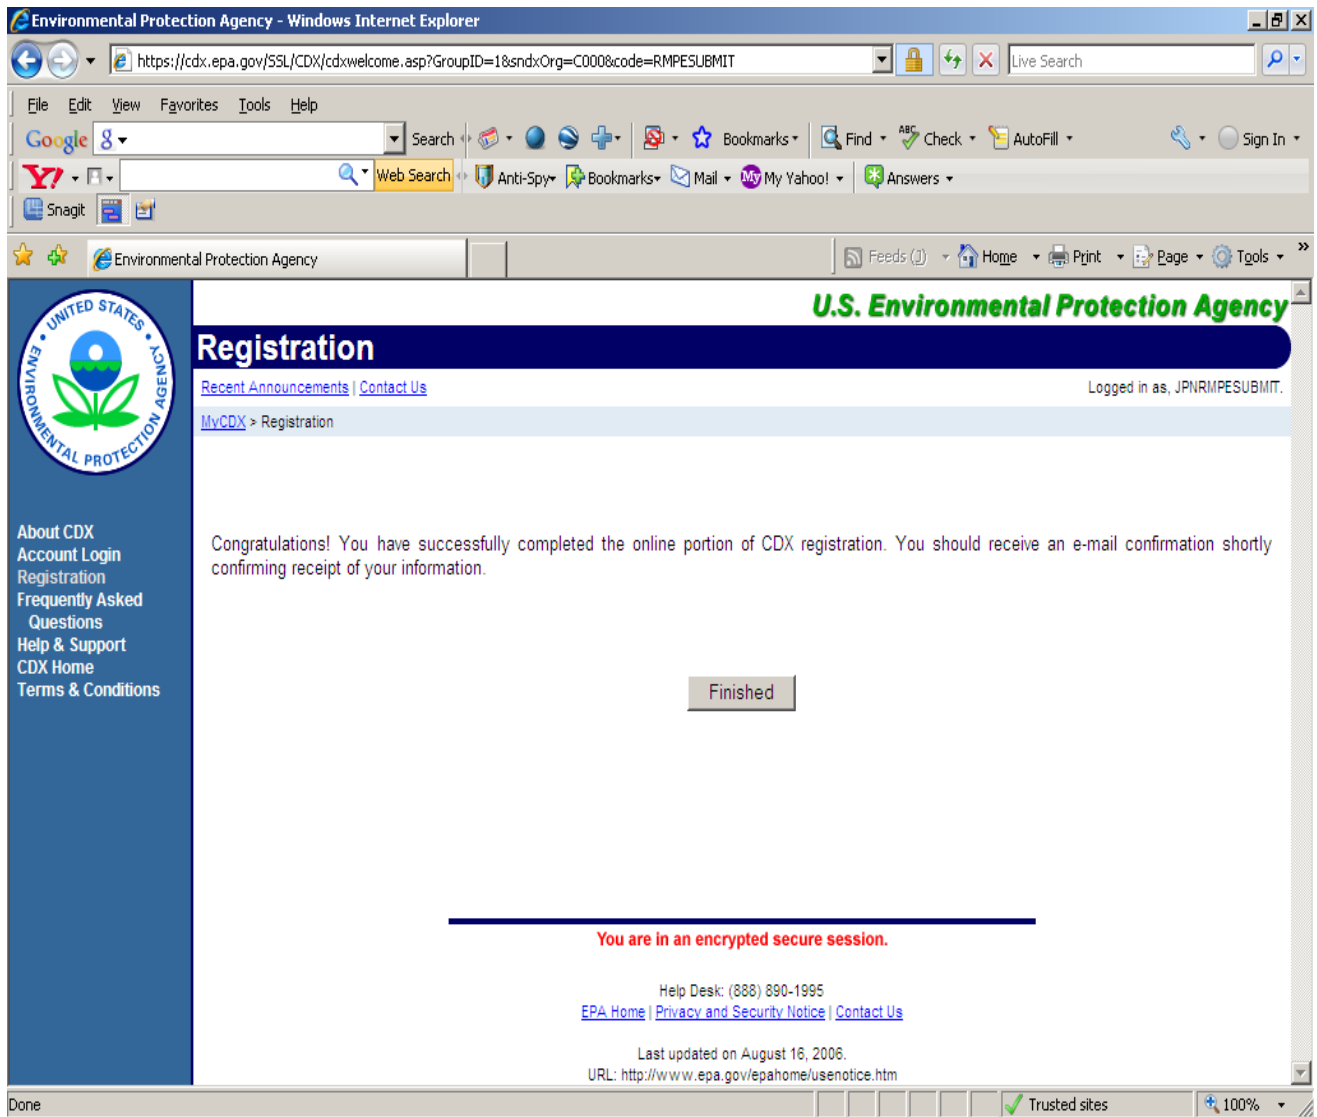 Environmental Protection Agency - Windows Internet Explorer
https://cdx.epa.gov/SSL/CDX/cdxwelcome.asp?GroupID=1&sndxOrg=C000&code=RMPESUBMIT
Live Search
File Edit View Favorites Tools Help
Google Search Bookmarks Find Check AutoFill Sign In
Y! Web Search Anti-Spy Bookmarks Mail My Yahoo! Answers
Snagit
Environmental Protection Agency Feeds (J) Home Print Page Tools »
UNITED STATES ENVIRONMENTAL PROTECTION AGENCY
U.S. Environmental Protection Agency
Registration
Recent Announcements | Contact Us Logged in as, JPNRMPESUBMIT.
MyCDX > Registration
About CDX
Account Login
Registration
Frequently Asked
Questions
Help & Support
CDX Home
Terms & Conditions
Congratulations! You have successfully completed the online portion of CDX registration. You should receive an e-mail confirmation shortly
confirming receipt of your information.
Finished
You are in an encrypted secure session.
Help Desk: (888) 890-1995
EPA Home | Privacy and Security Notice | Contact Us
Last updated on August 16, 2006.
URL: http://www.epa.gov/epahome/usenotice.htm
Done Trusted sites 100%